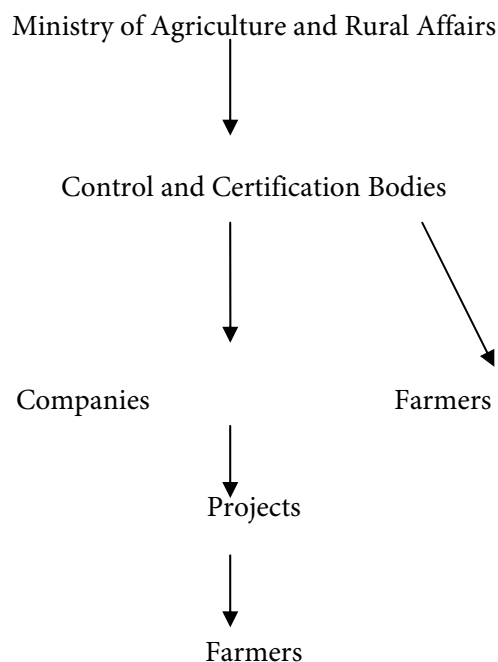 Ministry of Agriculture and Rural Affairs
Control and Certification Bodies
Companies
Farmers
Projects
Farmers